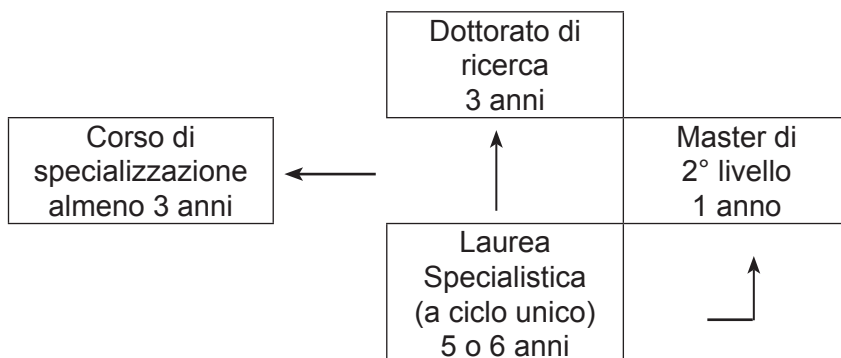 Dottorato di
ricerca
3 anni
Corso di
specializzazione
almeno 3 anni
Master di
2° livello
1 anno
Laurea
Specialistica
(a ciclo unico)
5 o 6 anni